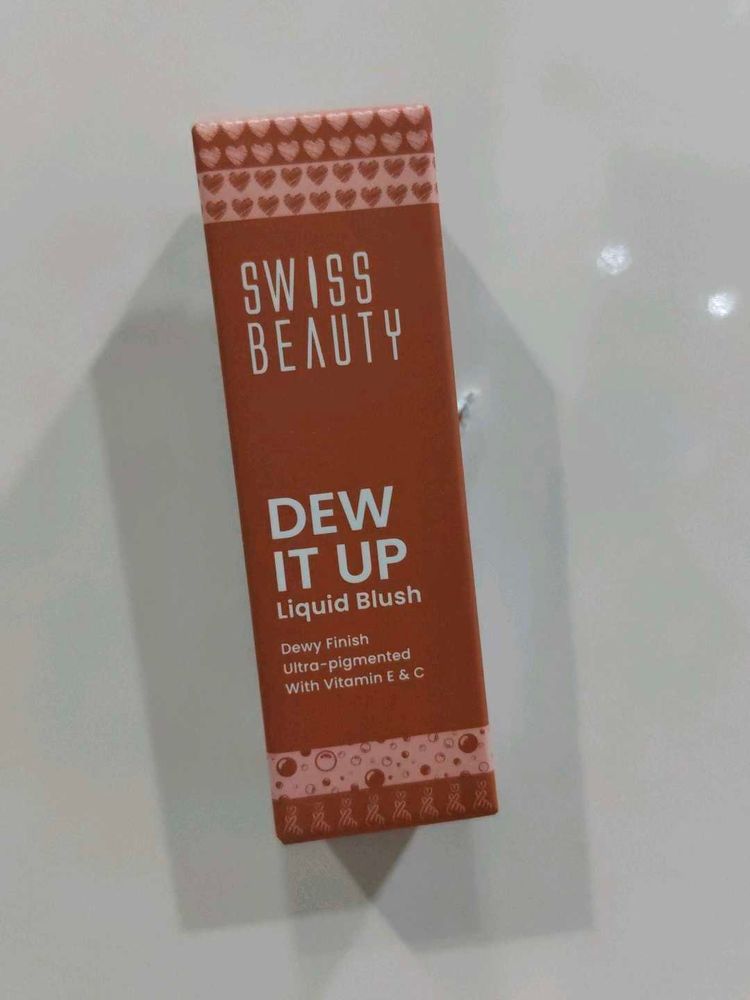 SWISS
BEAUTY
DEW
IT UP
Liquid Blush
Dewy Finish
Ultra-pigmented
With Vitamin E & C